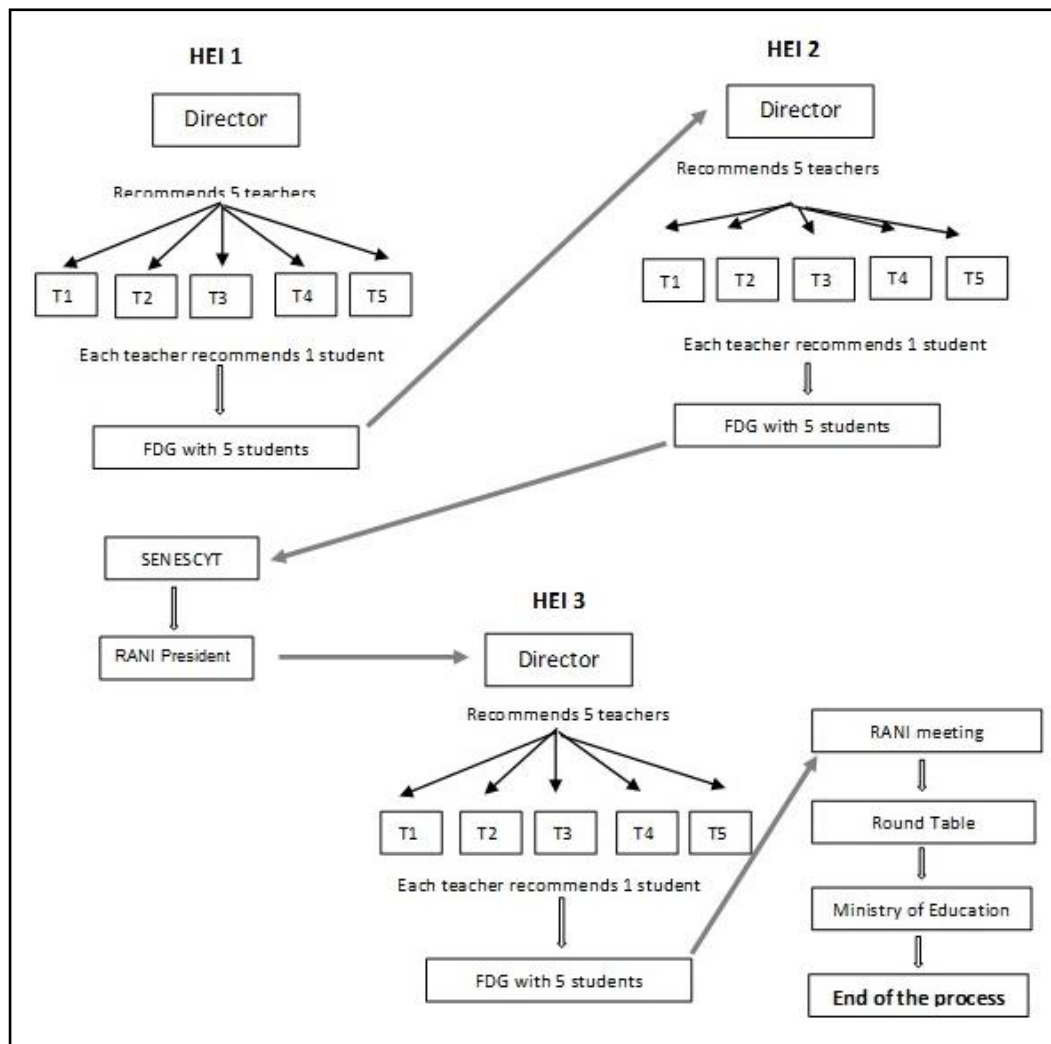 HEI 1
Director
Recommends 5 teachers
T1
T2
T3
T4
T5
Each teacher recommends 1 student
FDG with 5 students
HEI 2
Director
Recommends 5 teachers
T1
T2
T3
T4
T5
Each teacher recommends 1 student
FDG with 5 students
SENESCYT
RANI President
HEI 3
Director
Recommends 5 teachers
T1
T2
T3
T4
T5
Each teacher recommends 1 student
FDG with 5 students
RANI meeting
Round Table
Ministry of Education
End of the process